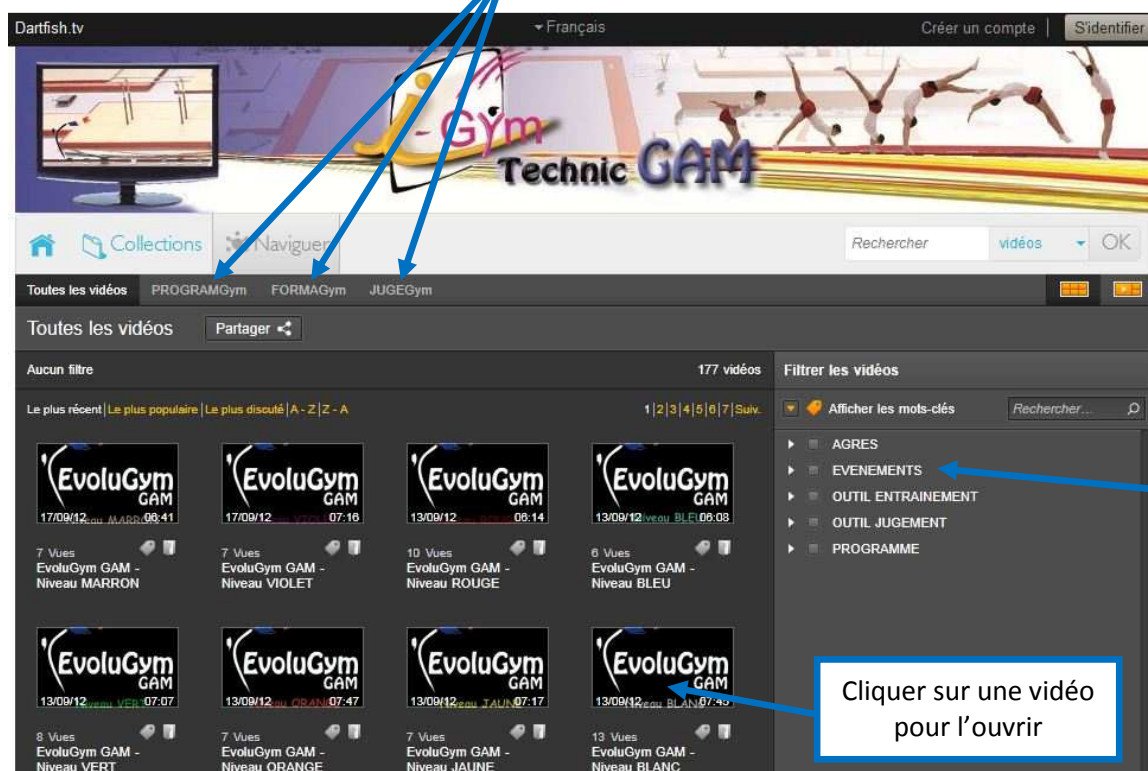 Dartfish.tv Français Créer un compte | S'identifier
i-Gym
Technic GAM
Collections Naviguer Rechercher vidéos OK
Toutes les vidéos PROGRAMGym FORMAGym JUGEGym
Toutes les vidéos Partager
Aucun filtre 177 vidéos Filtrer les vidéos
Le plus récent|Le plus populaire|Le plus discuté|A - Z|Z - A 1|2|3|4|5|6|7|Suiv. Afficher les mots-clés Rechercher...
AGRES
EVENEMENTS
OUTIL ENTRAINEMENT
OUTIL JUGEMENT
PROGRAMME
EvoluGym EvoluGym EvoluGym EvoluGym
GAM GAM GAM GAM
17/09/12 06:41 17/09/12 07:16 13/09/12 06:14 13/09/12 Niveau BLEU 06:08
7 Vues 7 Vues 10 Vues 6 Vues
EvoluGym GAM - EvoluGym GAM - EvoluGym GAM - EvoluGym GAM -
Niveau MARRON Niveau VIOLET Niveau ROUGE Niveau BLEU
EvoluGym EvoluGym EvoluGym EvoluGym
GAM GAM GAM GAM
13/09/12 07:07 13/09/12 07:47 13/09/12 07:17 13/09/12 07:45
8 Vues 7 Vues 7 Vues 13 Vues
EvoluGym GAM - EvoluGym GAM - EvoluGym GAM - EvoluGym GAM -
Niveau VERT Niveau ORANGE Niveau JAUNE Niveau BLANC
Cliquer sur une vidéo
pour l'ouvrir